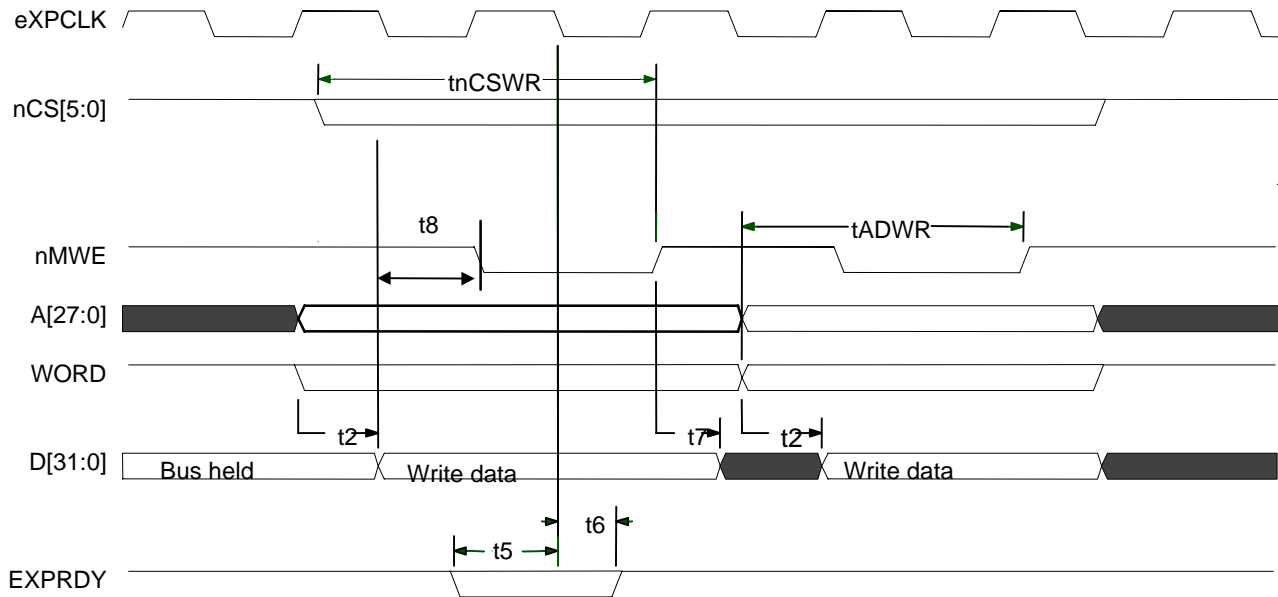 eXPCLK
tnCSWR
nCS[5:0]
t8
tADWR
nMWE
A[27:0]
WORD
t2
t7
t2
D[31:0]
Bus held
Write data
Write data
t6
t5
EXPRDY